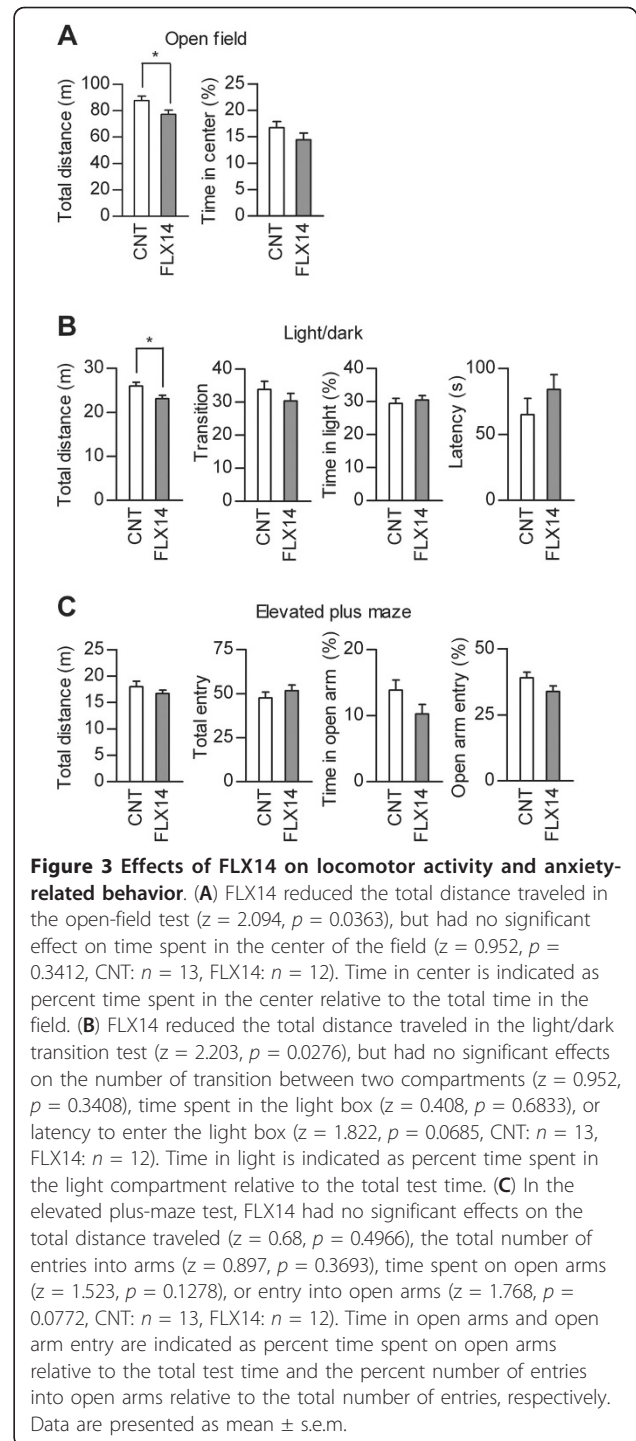 A
Open field
*
Total distance (m)
100
80
60
40
20
0
CNT
FLX14
Time in center (%)
25
20
15
10
5
0
CNT
FLX14
B
Light/dark
*
Total distance (m)
30
20
10
0
CNT
FLX14
Transition
40
30
20
10
0
CNT
FLX14
Time in light (%)
40
30
20
10
0
CNT
FLX14
Latency (s)
100
50
0
CNT
FLX14
C
Elevated plus maze
Total distance (m)
25
20
15
10
5
0
CNT
FLX14
Total entry
75
50
25
0
CNT
FLX14
Time in open arm (%)
20
10
0
CNT
FLX14
Open arm entry (%)
50
25
0
CNT
FLX14
Figure 3 Effects of FLX14 on locomotor activity and anxiety-
related behavior. (A) FLX14 reduced the total distance traveled in
the open-field test (z = 2.094, p = 0.0363), but had no significant
effect on time spent in the center of the field (z = 0.952, p =
0.3412, CNT: n = 13, FLX14: n = 12). Time in center is indicated as
percent time spent in the center relative to the total time in the
field. (B) FLX14 reduced the total distance traveled in the light/dark
transition test (z = 2.203, p = 0.0276), but had no significant effects
on the number of transition between two compartments (z = 0.952,
p = 0.3408), time spent in the light box (z = 0.408, p = 0.6833), or
latency to enter the light box (z = 1.822, p = 0.0685, CNT: n = 13,
FLX14: n = 12). Time in light is indicated as percent time spent in
the light compartment relative to the total test time. (C) In the
elevated plus-maze test, FLX14 had no significant effects on the
total distance traveled (z = 0.68, p = 0.4966), the total number of
entries into arms (z = 0.897, p = 0.3693), time spent on open arms
(z = 1.523, p = 0.1278), or entry into open arms (z = 1.768, p =
0.0772, CNT: n = 13, FLX14: n = 12). Time in open arms and open
arm entry are indicated as percent time spent on open arms
relative to the total test time and the percent number of entries
into open arms relative to the total number of entries, respectively.
Data are presented as mean ± s.e.m.